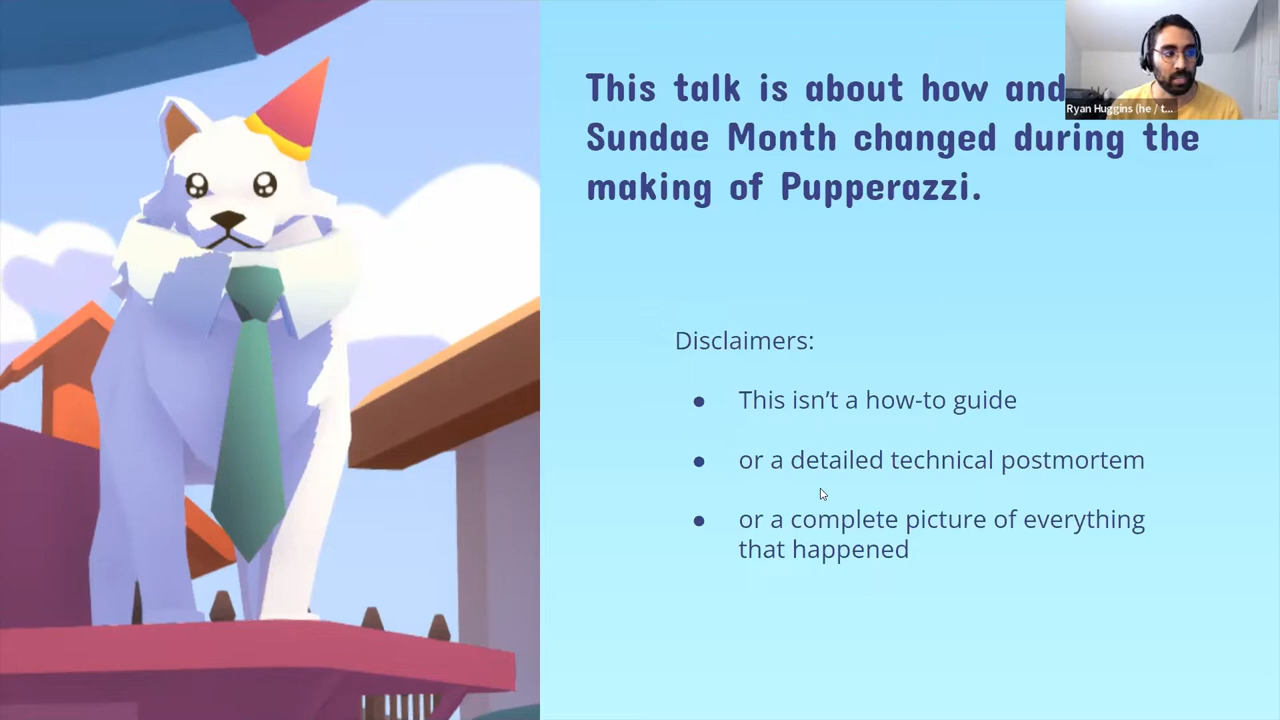 This talk is about how and
Sundae Month changed during the
making of Pupperazzi.
Ryan Huggins (he / t...
Disclaimers:
● This isn't a how-to guide
● or a detailed technical postmortem
● or a complete picture of everything
that happened